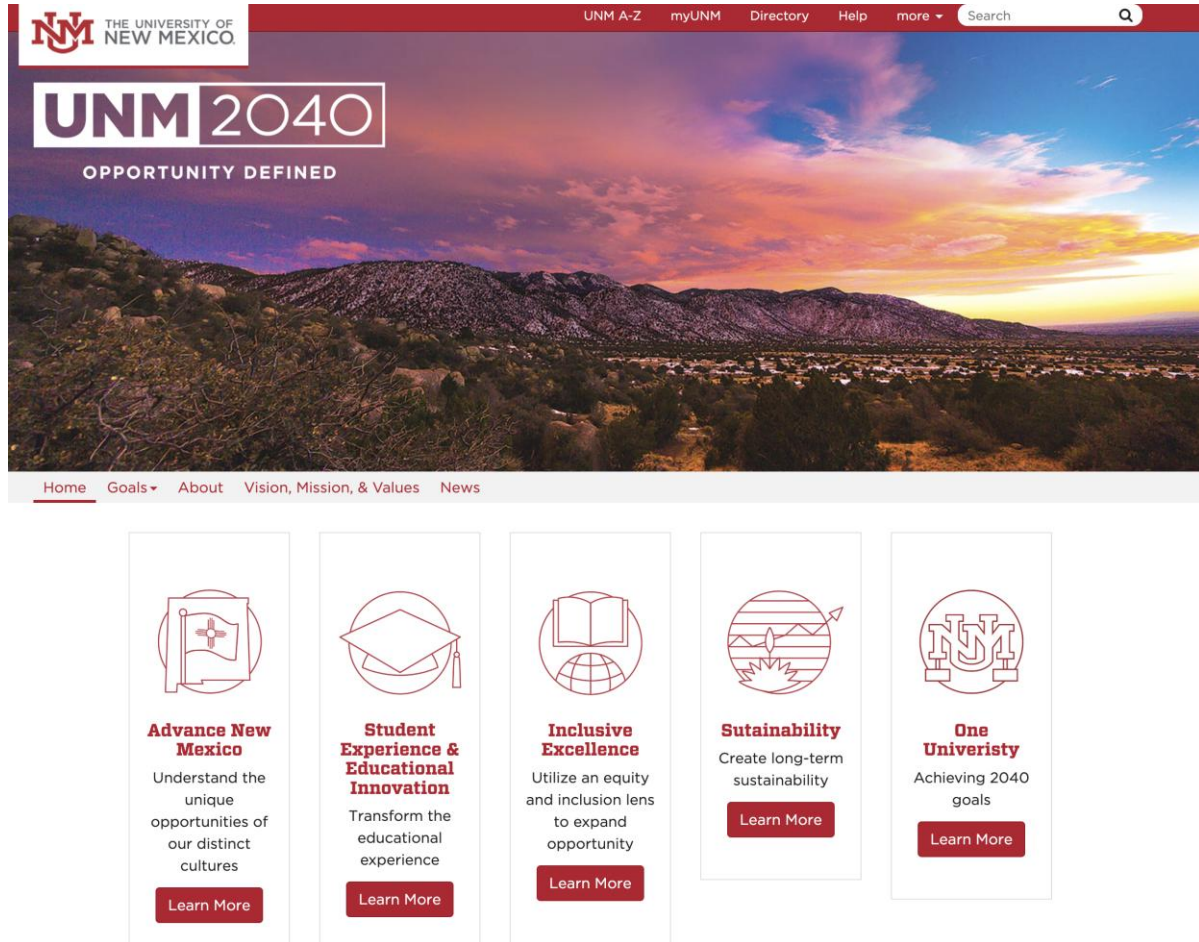 THE UNIVERSITY OF
NEW MEXICO.
UNM A-Z myUNM Directory Help more Search
UNM 2040
OPPORTUNITY DEFINED
Home Goals About Vision, Mission, & Values News
Advance New
Mexico
Understand the
unique
opportunities of
our distinct
cultures
Learn More
Student
Experience &
Educational
Innovation
Transform the
educational
experience
Learn More
Inclusive
Excellence
Utilize an equity
and inclusion lens
to expand
opportunity
Learn More
Sutainability
Create long-term
sustainability
Learn More
One
Univeristy
Achieving 2040
goals
Learn More